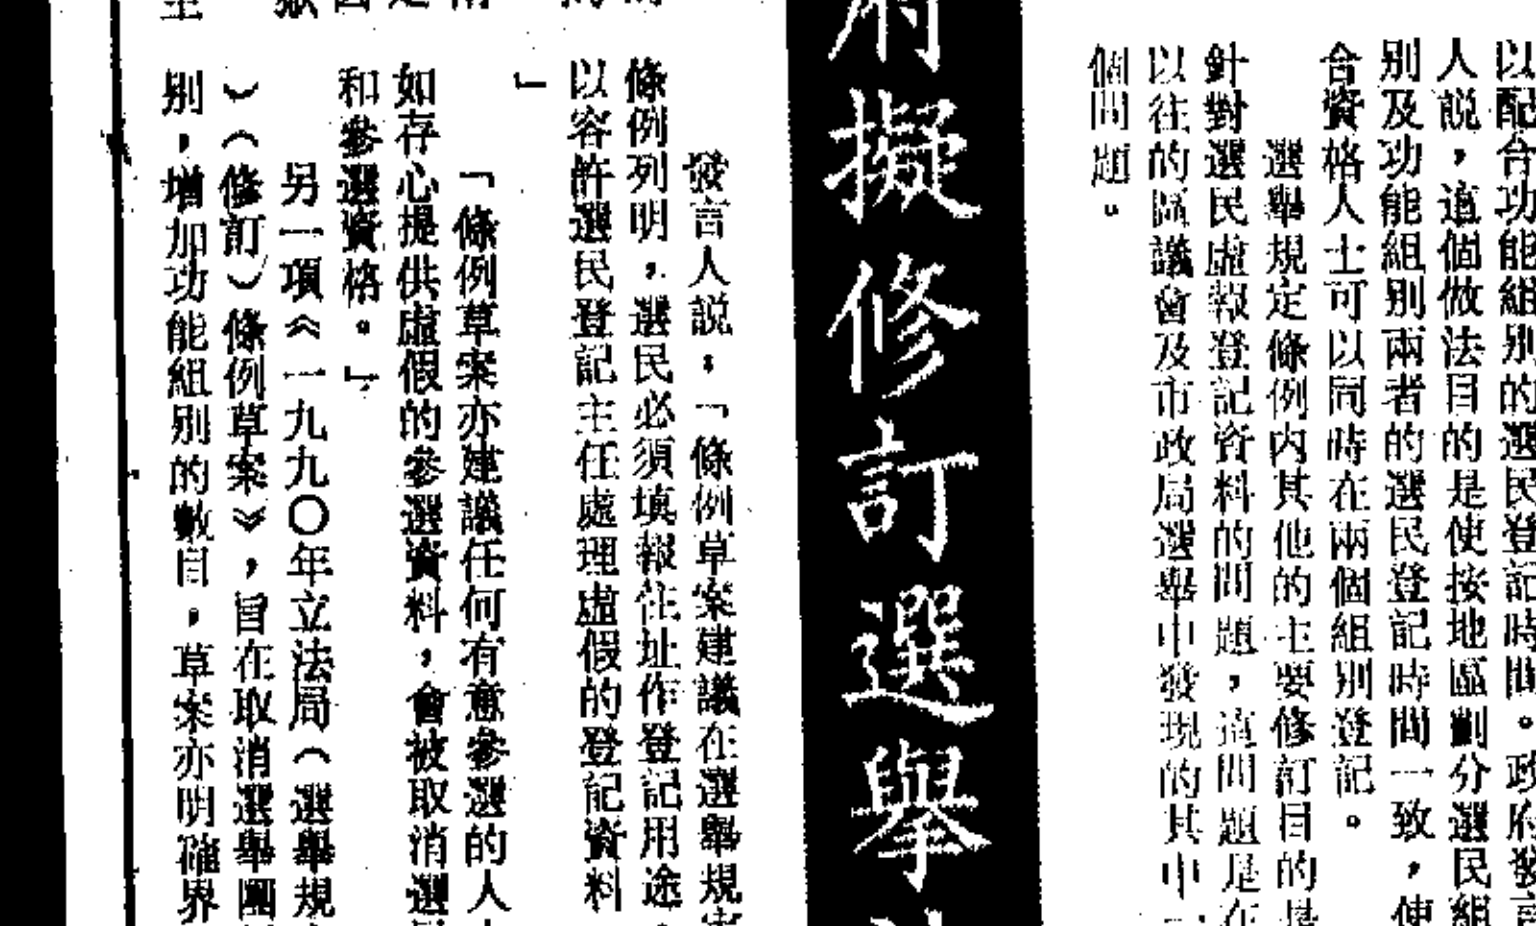 以配合功能組別的選民登記時間。政府發言
人説，這個做法目的是使按地區劃分選民組
別及功能組別兩者的選民登記時間一致，使
合資格人士可以同時在兩個組別登記。
選舉規定條例內其他的主要修訂目的是
針對選民虛報登記資料的問題，這問題是在
以往的區議會及市政局選舉中發現的其中一
個問題。
府擬修訂選舉
發言人説：「條例草案建議在選舉規定
條例列明，選民必須填報住址作登記用途，
以容許選民登記主任處理虛假的登記資料
」
「條例草案亦建議任何有意參選的人
如存心提供虛假的參選資料，會被取消選
和參選資格。」
另一項《一九九〇年立法局（選舉規
）（修訂）條例草案》，旨在取消選舉團
別，增加功能組別的數目。草案亦明確界